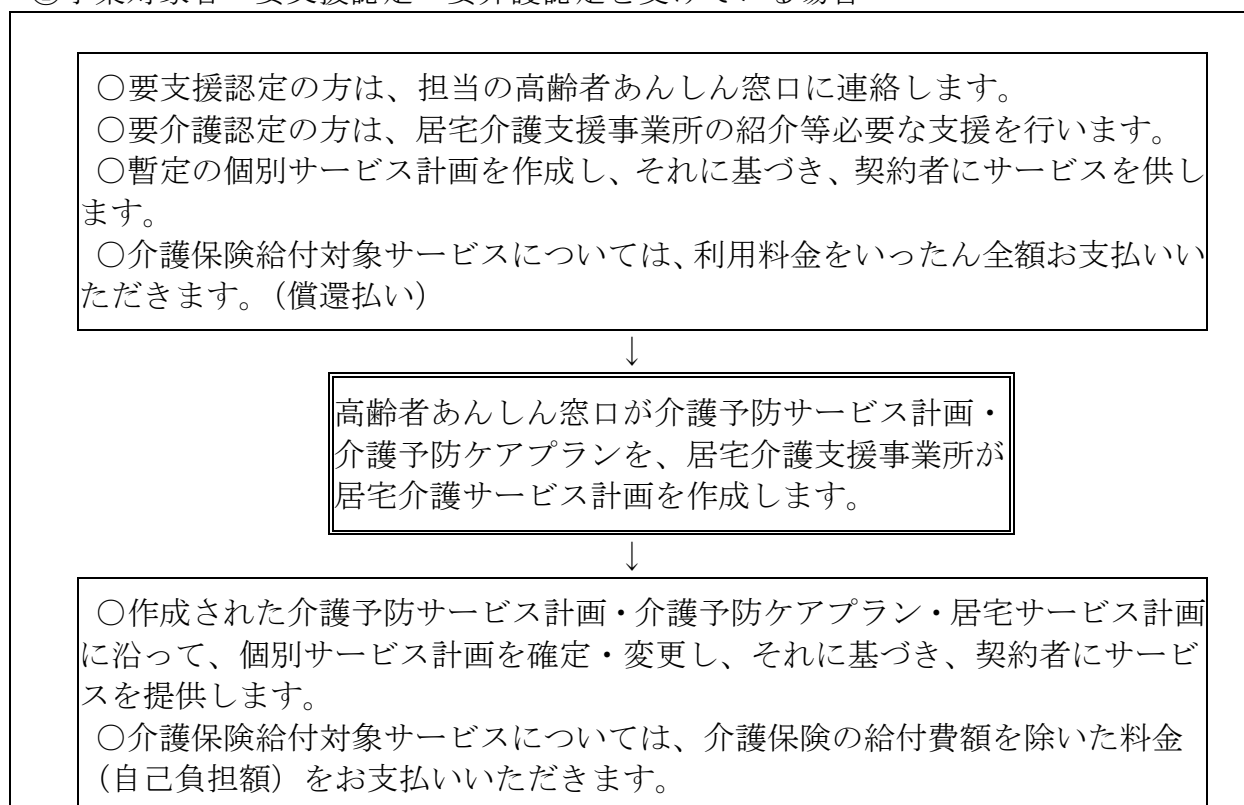 ○要支援認定の方は、担当の高齢者あんしん窓口に連絡します。
○要介護認定の方は、居宅介護支援事業所の紹介等必要な支援を行います。
○暫定の個別サービス計画を作成し、それに基づき、契約者にサービスを供し
ます。
○介護保険給付対象サービスについては、利用料金をいったん全額お支払いい
ただきます。(償還払い)
↓
高齢者あんしん窓口が介護予防サービス計画・
介護予防ケアプランを、居宅介護支援事業所が
居宅介護サービス計画を作成します。
↓
○作成された介護予防サービス計画・介護予防ケアプラン・居宅サービス計画
に沿って、個別サービス計画を確定・変更し、それに基づき、契約者にサービ
スを提供します。
○介護保険給付対象サービスについては、介護保険の給付費額を除いた料金
(自己負担額)をお支払いいただきます。